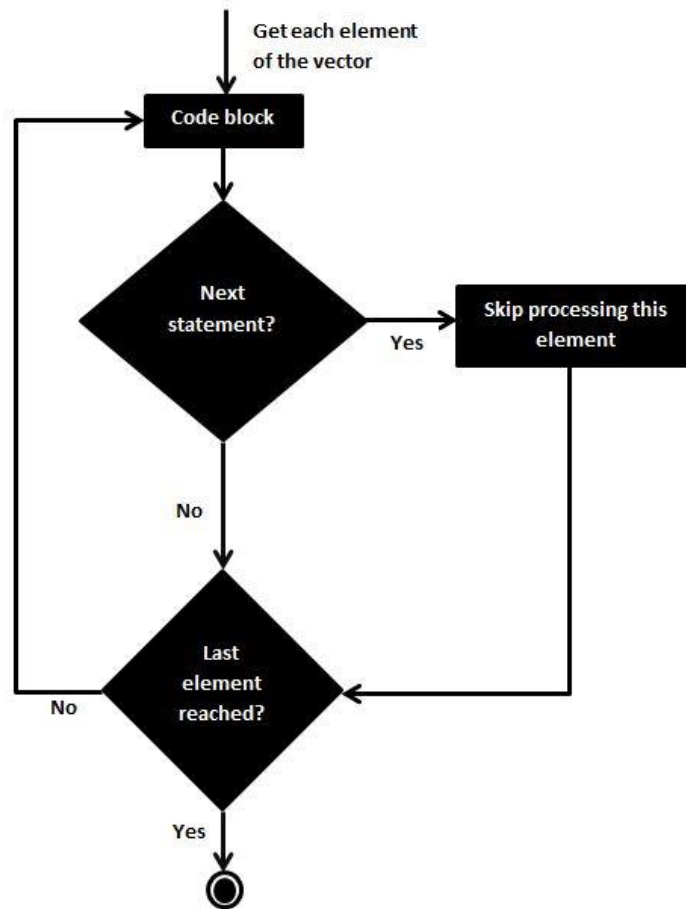 Get each element
of the vector
Code block
Next
statement?
Yes
Skip processing this
element
No
Last
element
reached?
No
Yes